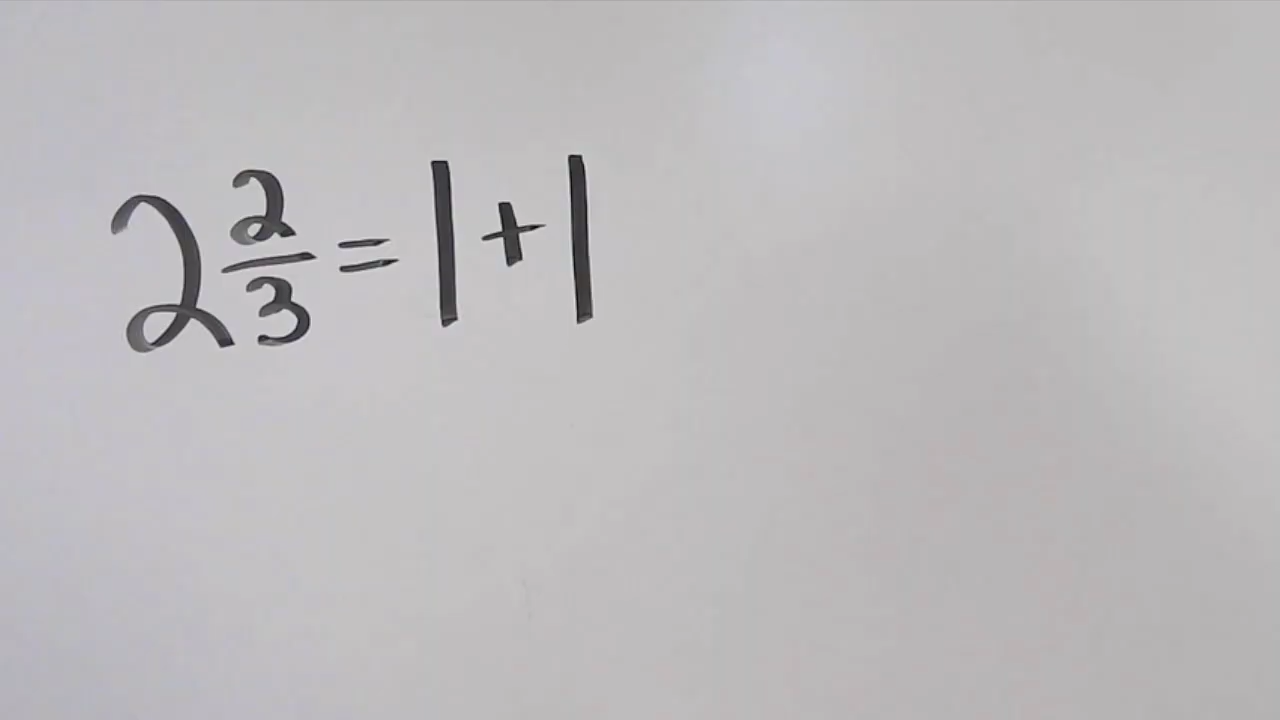 2 2/3 = 1 + 1